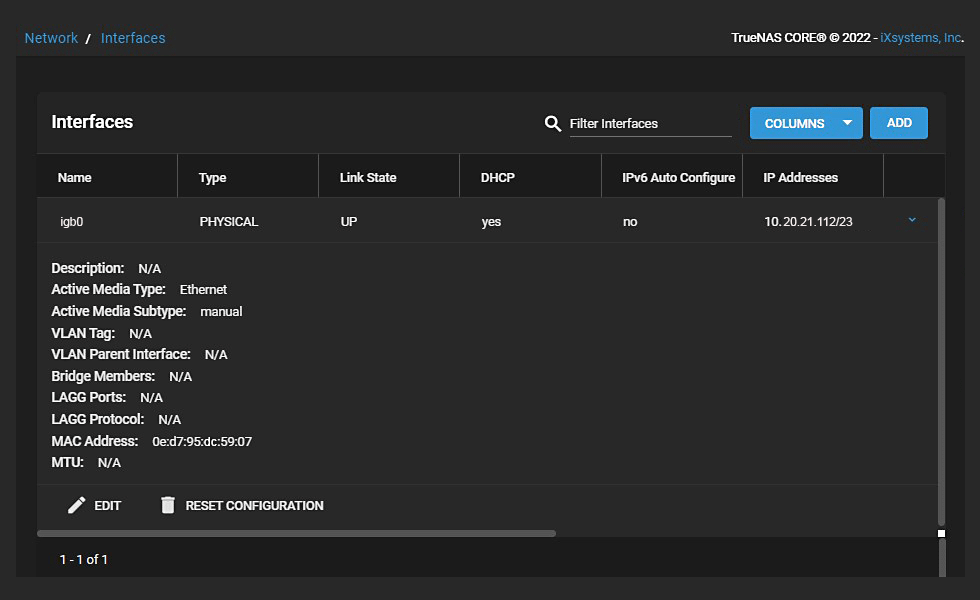 Network / Interfaces TrueNAS CORE® © 2022 - iXsystems, Inc.
Interfaces Filter Interfaces COLUMNS ADD
Name Type Link State DHCP IPv6 Auto Configure IP Addresses
igb0 PHYSICAL UP yes no 10.20.21.112/23
Description: N/A
Active Media Type: Ethernet
Active Media Subtype: manual
VLAN Tag: N/A
VLAN Parent Interface: N/A
Bridge Members: N/A
LAGG Ports: N/A
LAGG Protocol: N/A
MAC Address: 0e:d7:95:dc:59:07
MTU: N/A
EDIT RESET CONFIGURATION
1 - 1 of 1